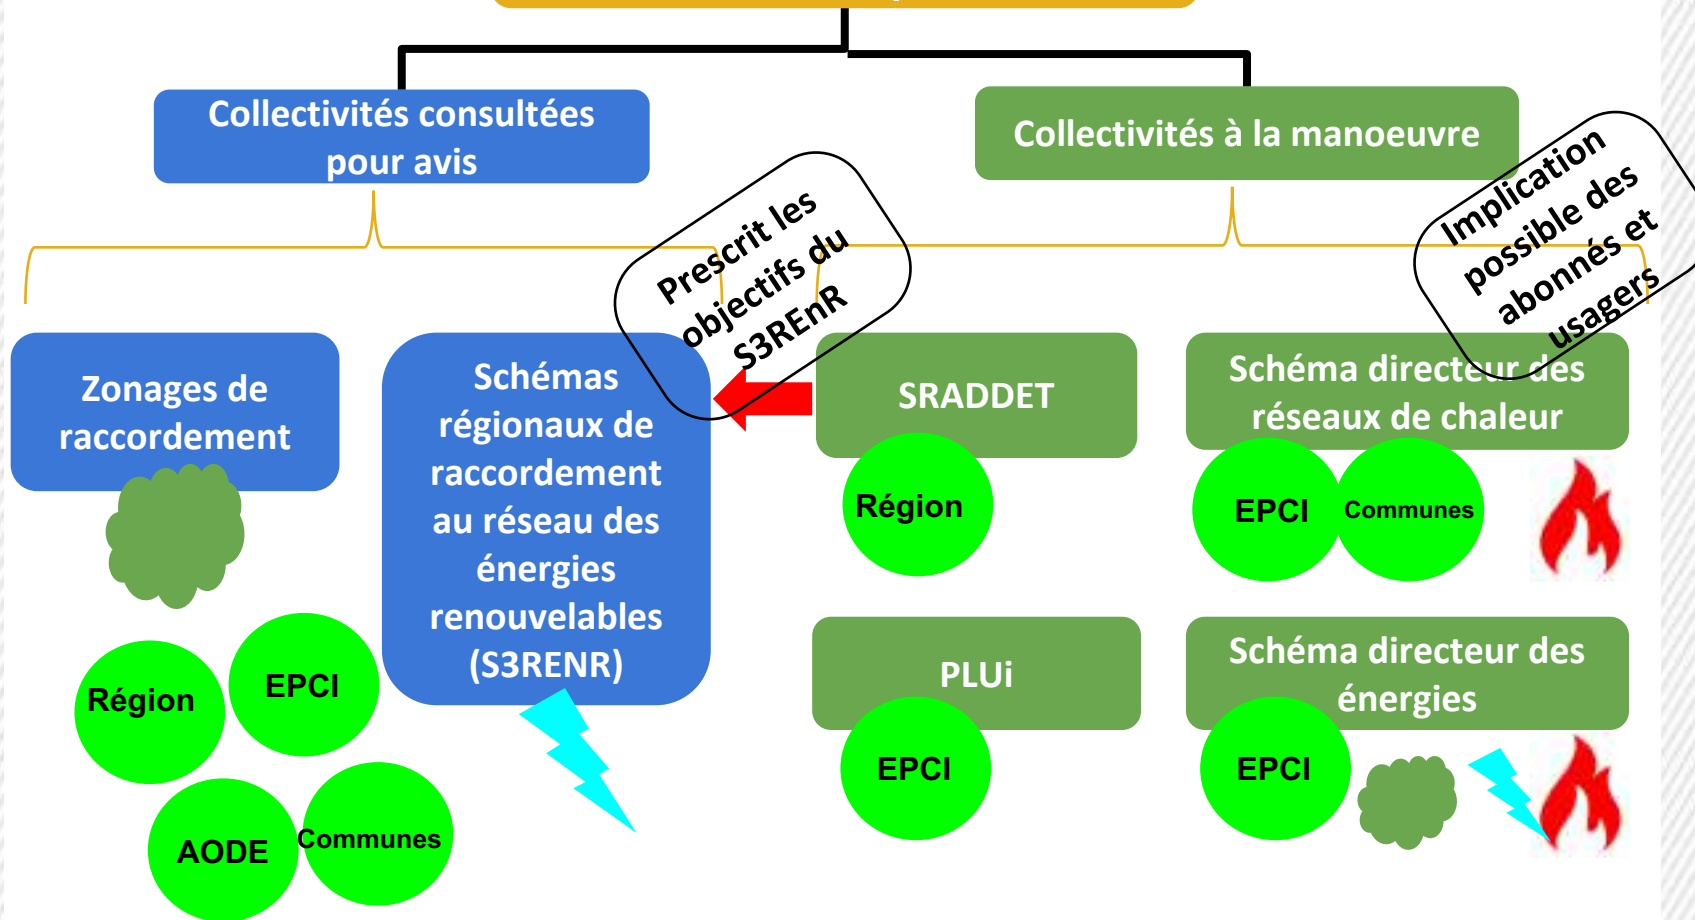 Collectivités consultées
pour avis
Collectivités à la manoeuvre
Prescrit les
objectifs du
S3REnR
Implication
possible des
abonnés et
usagers
Zonages de
raccordement
Schémas
régionaux de
raccordement
au réseau des
énergies
renouvelables
(S3RENR)
SRADDET
Schéma directeur des
réseaux de chaleur
Région
EPCI
Communes
PLUi
Schéma directeur des
énergies
EPCI
EPCI
Région
EPCI
AODE
Communes